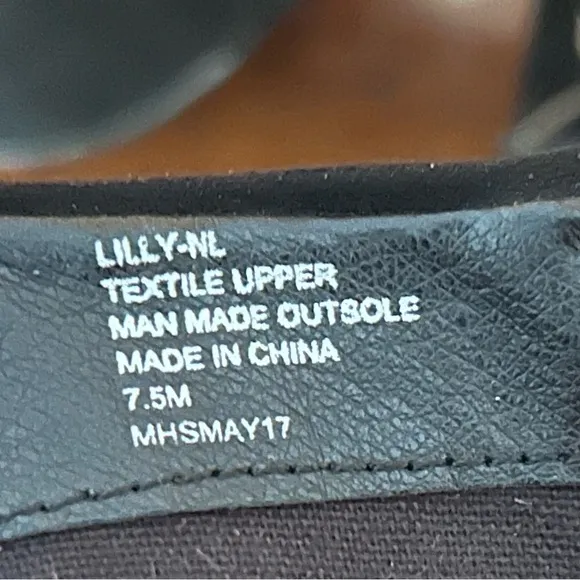 LILLY-NL
TEXTILE UPPER
MAN MADE OUTSOLE
MADE IN CHINA
7.5M
MHSMAY17